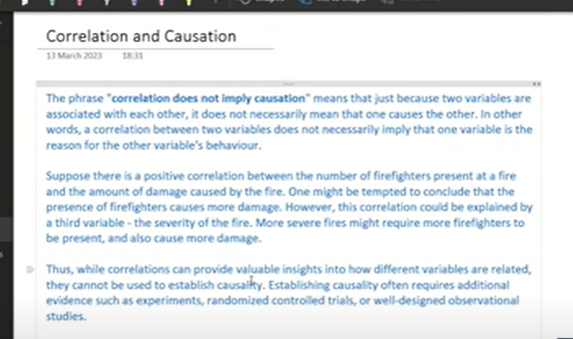 Correlation and Causation
13 March 2023 18:31
The phrase "correlation does not imply causation" means that just because two variables are
associated with each other, it does not necessarily mean that one causes the other. In other
words, a correlation between two variables does not necessarily imply that one variable is the
reason for the other variable's behaviour.
Suppose there is a positive correlation between the number of firefighters present at a fire
and the amount of damage caused by the fire. One might be tempted to conclude that the
presence of firefighters causes more damage. However, this correlation could be explained by
a third variable - the severity of the fire. More severe fires might require more firefighters to
be present, and also cause more damage.
Thus, while correlations can provide valuable insights into how different variables are related,
they cannot be used to establish causality. Establishing causality often requires additional
evidence such as experiments, randomized controlled trials, or well-designed observational
studies.